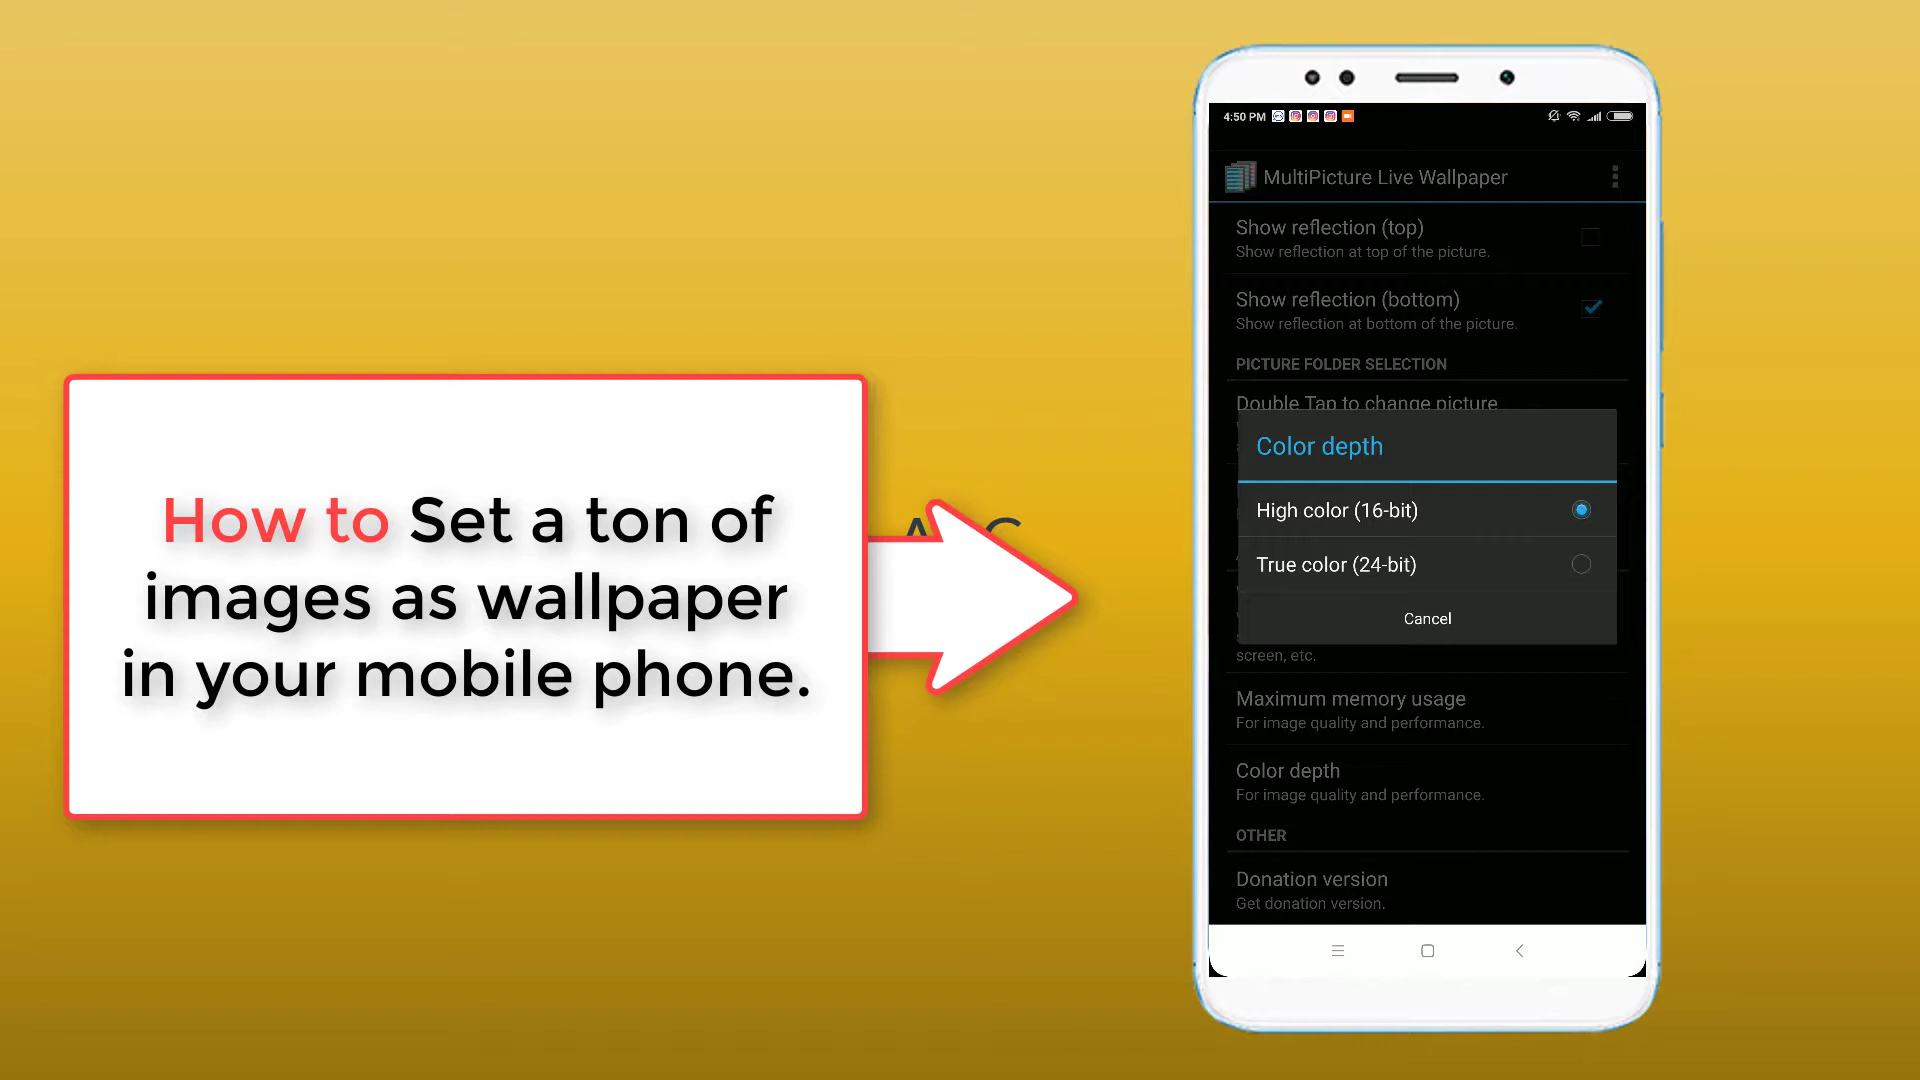 How to Set a ton of
images as wallpaper
in your mobile phone.
4:50 PM
MultiPicture Live Wallpaper
Show reflection (top)
Show reflection at top of the picture.
Show reflection (bottom)
Show reflection at bottom of the picture.
PICTURE FOLDER SELECTION
Double Tap to change picture
Color depth
High color (16-bit)
True color (24-bit)
Cancel
screen, etc.
Maximum memory usage
For image quality and performance.
Color depth
For image quality and performance.
OTHER
Donation version
Get donation version.